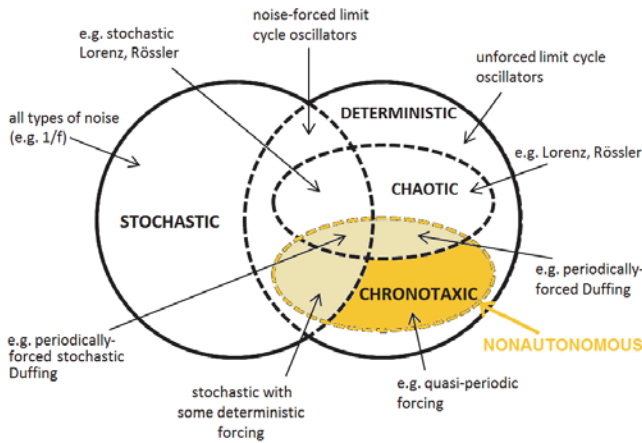 noise-forced limit
cycle oscillators
e.g. stochastic
Lorenz, Rössler
unforced limit cycle
oscillators
all types of noise
(e.g. 1/f)
DETERMINISTIC
e.g. Lorenz, Rössler
CHAOTIC
STOCHASTIC
e.g. periodically-
forced Duffing
CHRONOTAXIC
e.g. periodically-
forced stochastic
Duffing
NONAUTONOMOUS
stochastic with
some deterministic
forcing
e.g. quasi-periodic
forcing